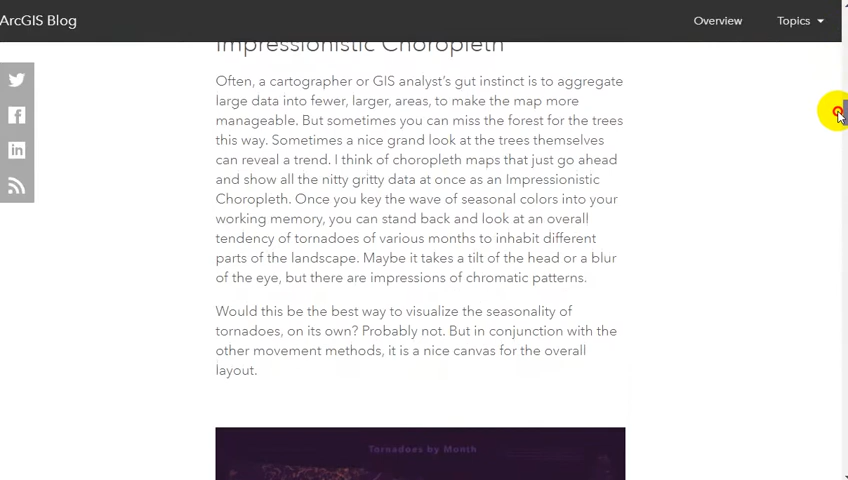 ArcGIS Blog
Overview
Topics
Impressionistic Choropleth
Often, a cartographer or GIS analyst's gut instinct is to aggregate
large data into fewer, larger, areas, to make the map more
manageable. But sometimes you can miss the forest for the trees
this way. Sometimes a nice grand look at the trees themselves
can reveal a trend. I think of choropleth maps that just go ahead
and show all the nitty gritty data at once as an Impressionistic
Choropleth. Once you key the wave of seasonal colors into your
working memory, you can stand back and look at an overall
tendency of tornadoes of various months to inhabit different
parts of the landscape. Maybe it takes a tilt of the head or a blur
of the eye, but there are impressions of chromatic patterns.
Would this be the best way to visualize the seasonality of
tornadoes, on its own? Probably not. But in conjunction with the
other movement methods, it is a nice canvas for the overall
layout.
Tornadoes by Month